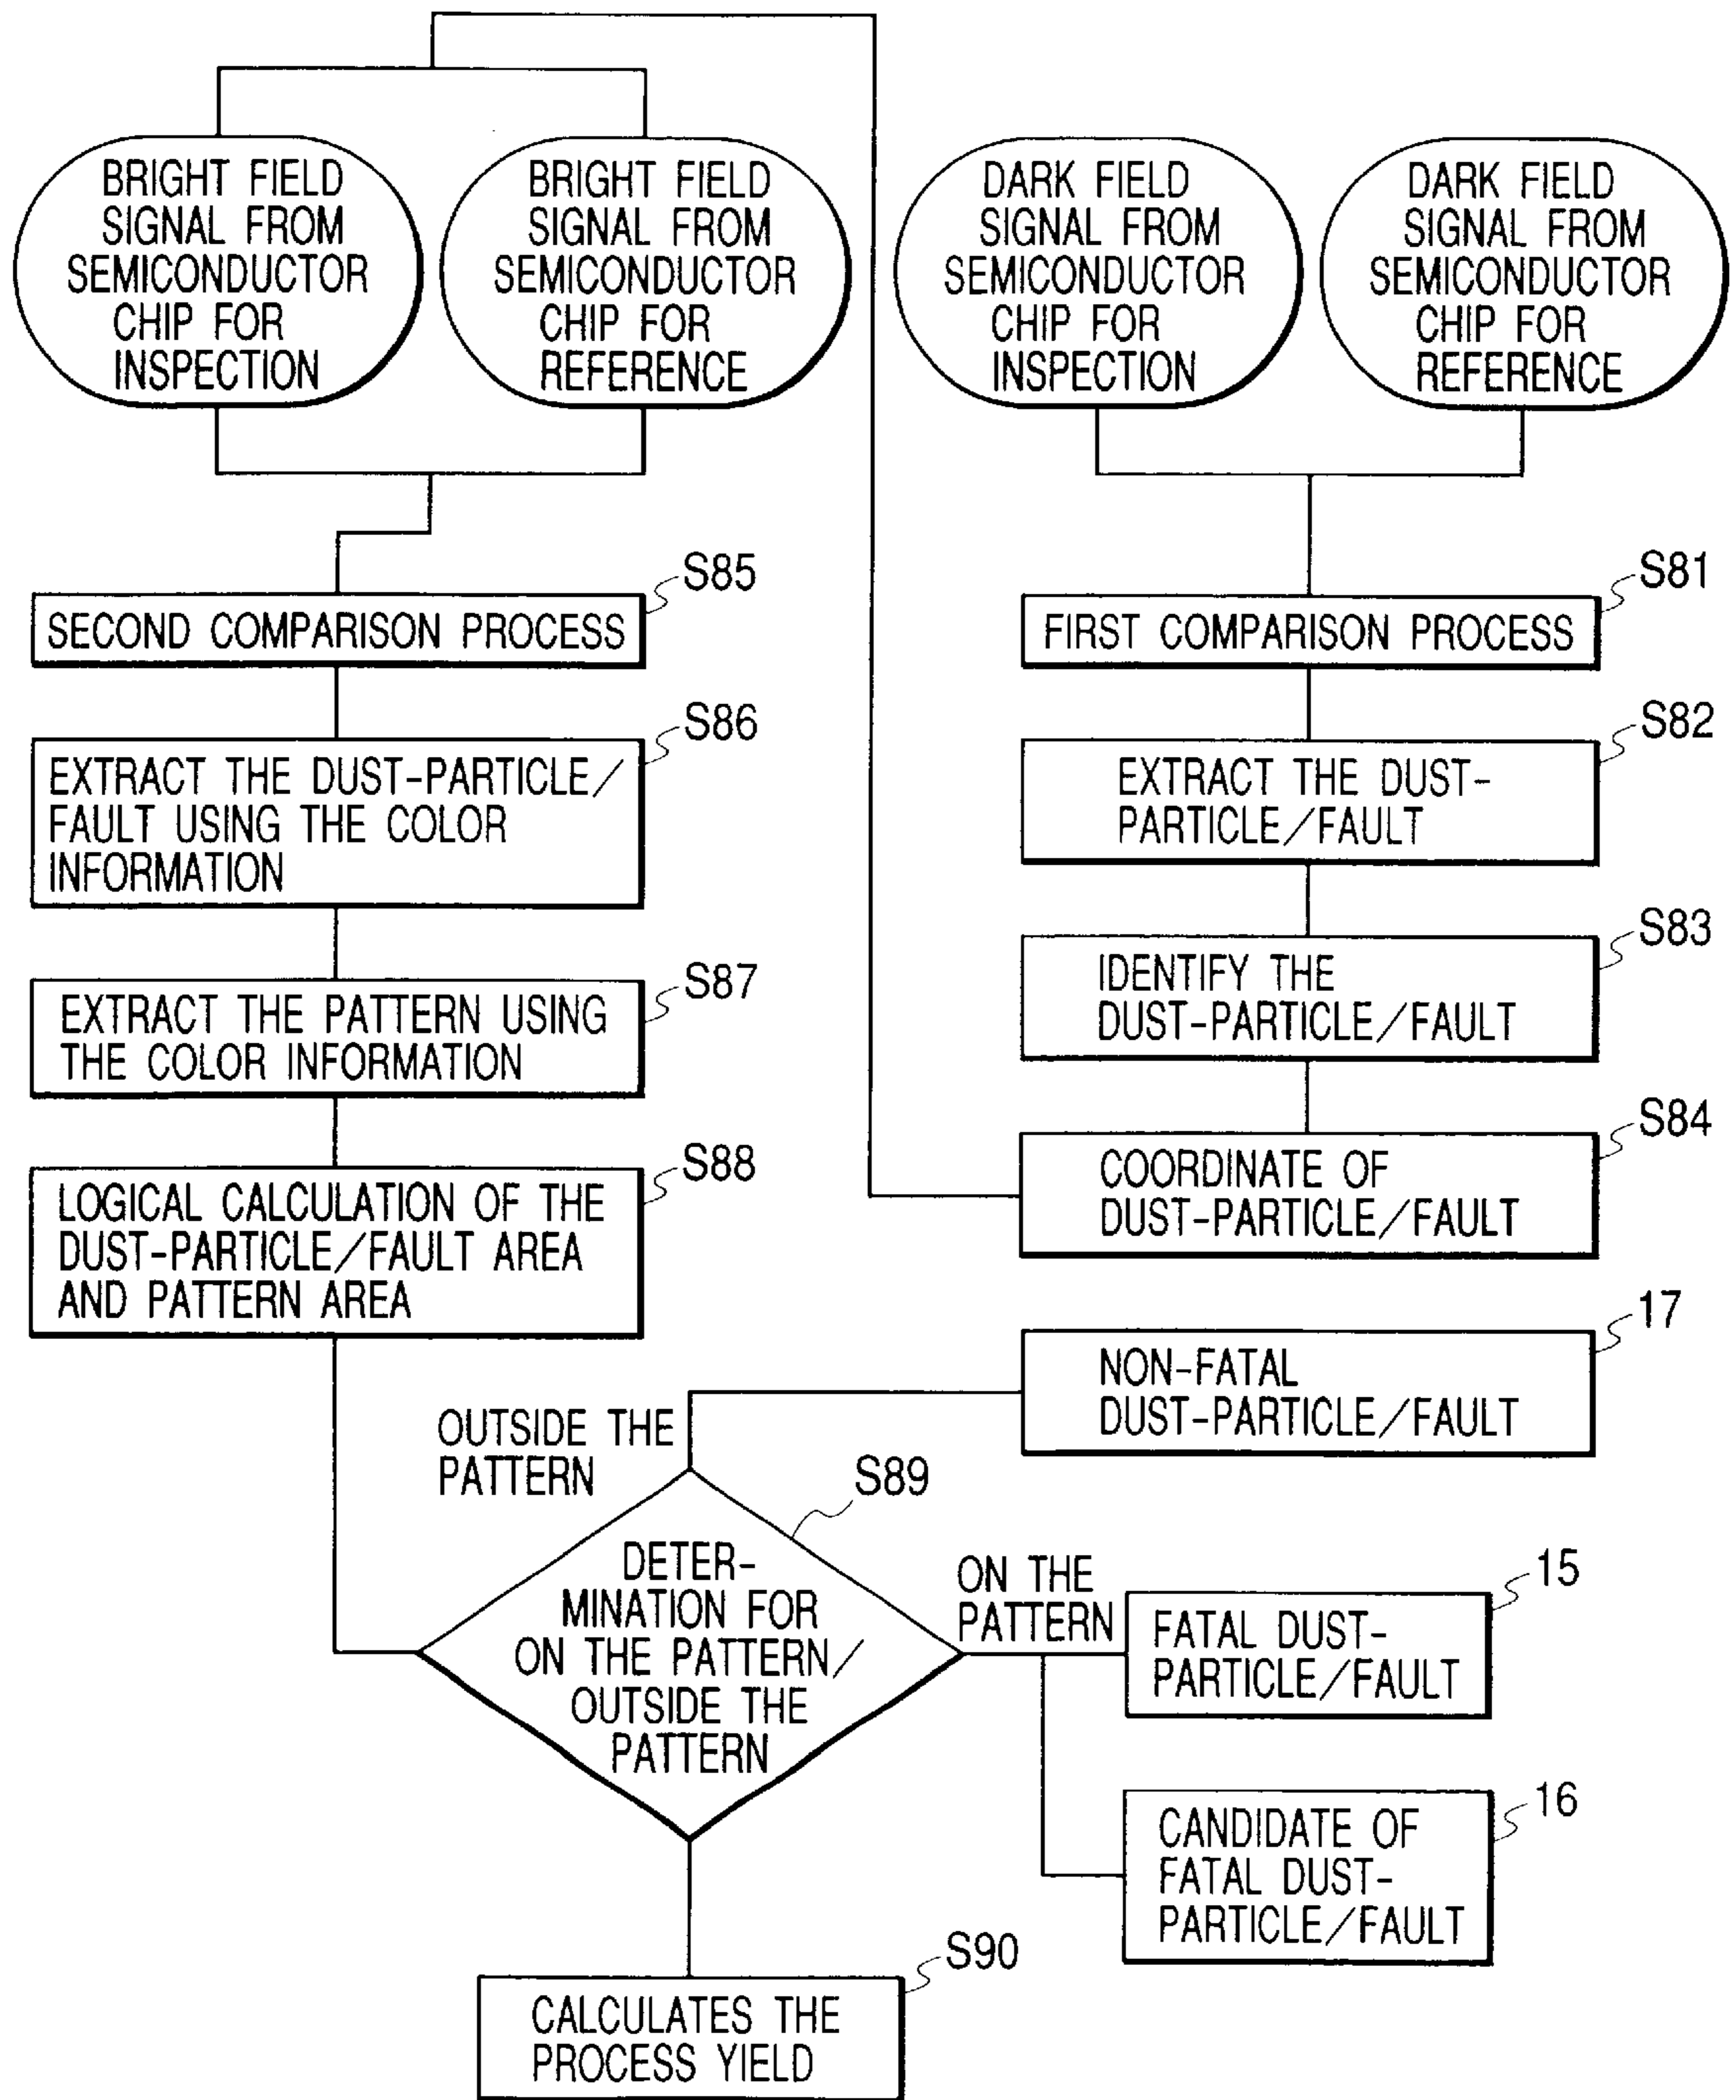 BRIGHT FIELD
SIGNAL FROM
SEMICONDUCTOR
CHIP FOR
INSPECTION
BRIGHT FIELD
SIGNAL FROM
SEMICONDUCTOR
CHIP FOR
REFERENCE
DARK FIELD
SIGNAL FROM
SEMICONDUCTOR
CHIP FOR
INSPECTION
DARK FIELD
SIGNAL FROM
SEMICONDUCTOR
CHIP FOR
REFERENCE
S85
SECOND COMPARISON PROCESS
S86
EXTRACT THE DUST-PARTICLE/
FAULT USING THE COLOR
INFORMATION
S87
EXTRACT THE PATTERN USING
THE COLOR INFORMATION
S88
LOGICAL CALCULATION OF THE
DUST-PARTICLE/FAULT AREA
AND PATTERN AREA
S81
FIRST COMPARISON PROCESS
S82
EXTRACT THE DUST-
PARTICLE/FAULT
S83
IDENTIFY THE
DUST-PARTICLE/FAULT
S84
COORDINATE OF
DUST-PARTICLE/FAULT
17
NON-FATAL
DUST-PARTICLE/FAULT
OUTSIDE THE
PATTERN
S89
DETER-
MINATION FOR
ON THE PATTERN/
OUTSIDE THE
PATTERN
ON THE
PATTERN
15
FATAL DUST-
PARTICLE/FAULT
16
CANDIDATE OF
FATAL DUST-
PARTICLE/FAULT
S90
CALCULATES THE
PROCESS YIELD